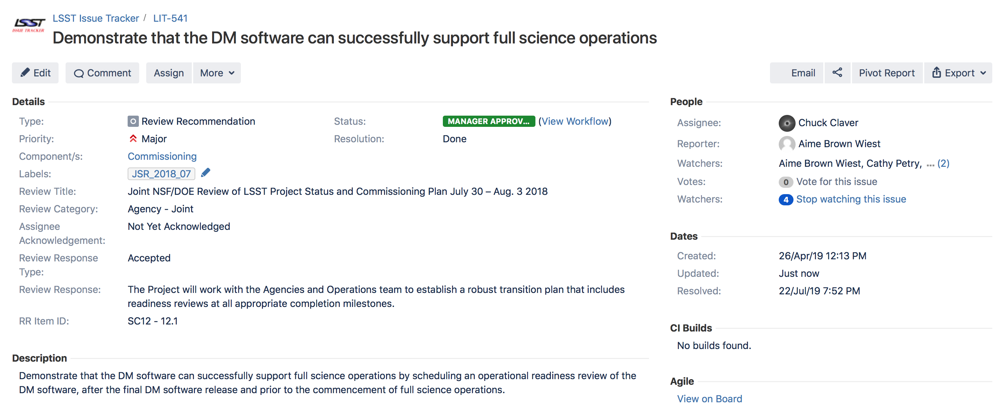 LSST
ISSUE TRACKER
LSST Issue Tracker / LIT-541
Demonstrate that the DM software can successfully support full science operations
Edit Comment Assign More Email Pivot Report Export
Details
Type: Review Recommendation Status: MANAGER APPROV... (View Workflow)
Priority: Major Resolution: Done
Component/s: Commissioning
Labels: JSR_2018_07
Review Title: Joint NSF/DOE Review of LSST Project Status and Commissioning Plan July 30 – Aug. 3 2018
Review Category: Agency - Joint
Assignee Not Yet Acknowledged
Acknowledgement:
Review Response Accepted
Type:
Review Response: The Project will work with the Agencies and Operations team to establish a robust transition plan that includes
readiness reviews at all appropriate completion milestones.
RR Item ID: SC12 - 12.1
Description
Demonstrate that the DM software can successfully support full science operations by scheduling an operational readiness review of the
DM software, after the final DM software release and prior to the commencement of full science operations.
People
Assignee: Chuck Claver
Reporter: Aime Brown Wiest
Watchers: Aime Brown Wiest, Cathy Petry, ... (2)
Votes: 0 Vote for this issue
Watchers: 4 Stop watching this issue
Dates
Created: 26/Apr/19 12:13 PM
Updated: Just now
Resolved: 22/Jul/19 7:52 PM
CI Builds
No builds found.
Agile
View on Board